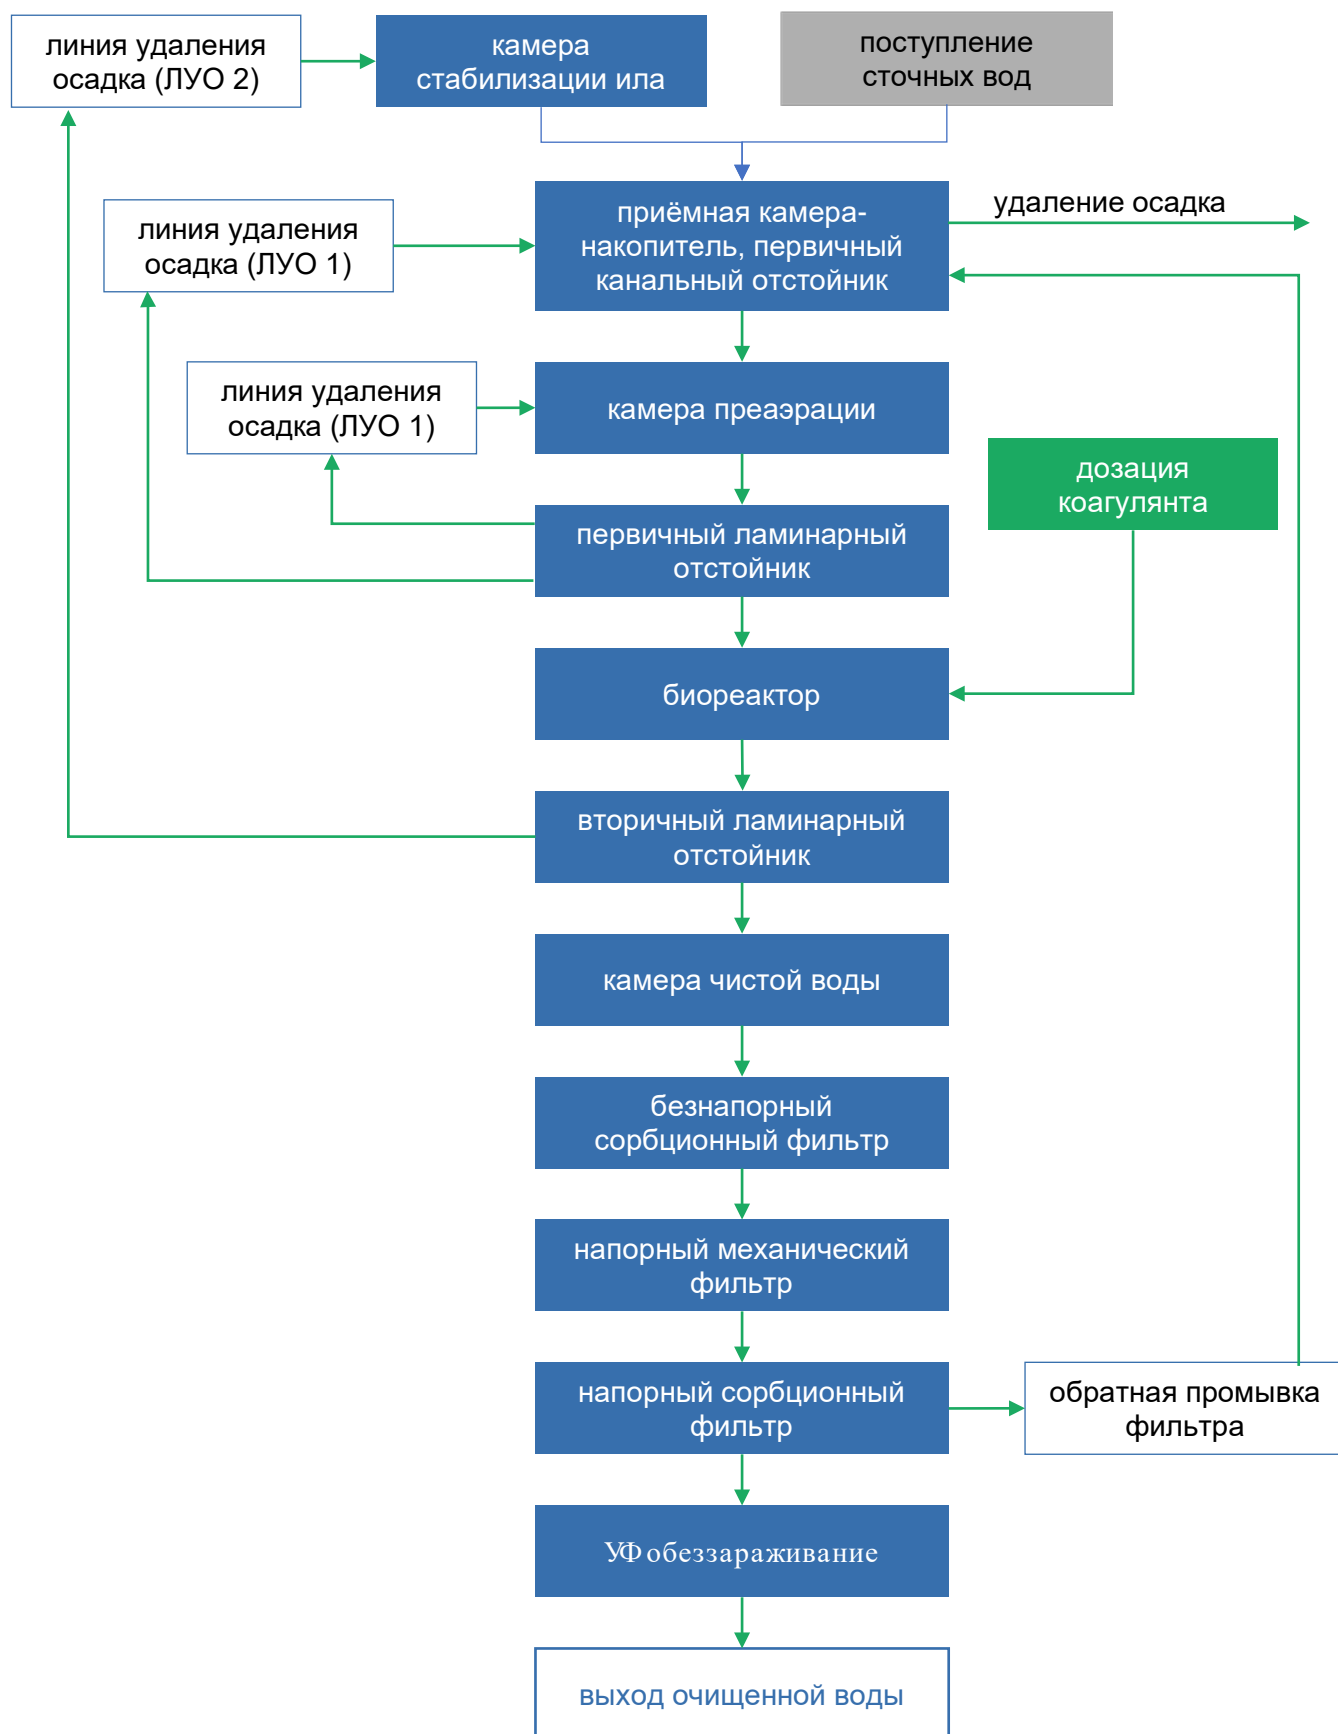 линия удаления
осадка (ЛУО 2)
камера
стабилизации ила
поступление
сточных вод
линия удаления
осадка (ЛУО 1)
приёмная камера-
накопитель, первичный
канальный отстойник
удаление осадка
линия удаления
осадка (ЛУО 1)
камера преаэрации
дозация
коагулянта
первичный ламинарный
отстойник
биореактор
вторичный ламинарный
отстойник
камера чистой воды
безнапорный
сорбционный фильтр
напорный механический
фильтр
напорный сорбционный
фильтр
обратная промывка
фильтра
УФ обеззараживание
выход очищенной воды